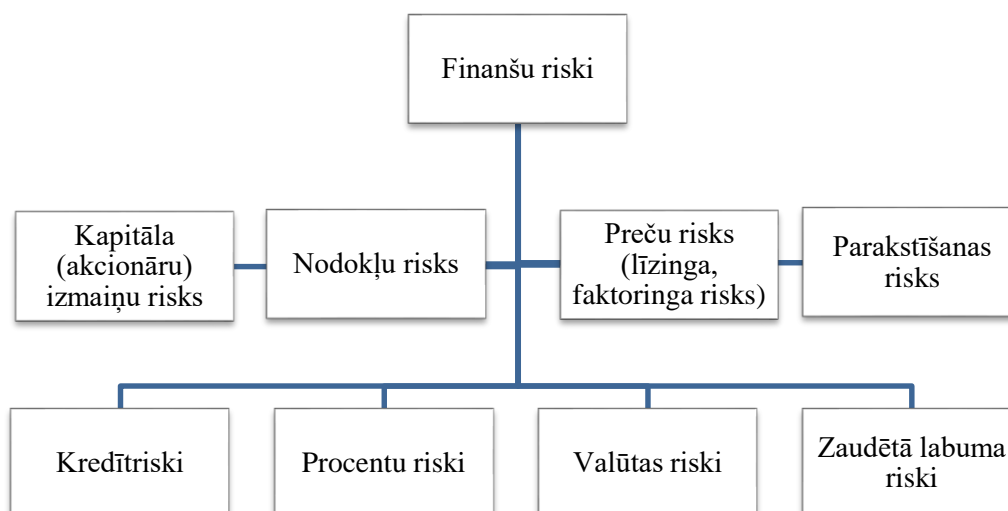 Finanšu riski
Kapitāla
(akcionāru)
izmaiņu risks
Nodokļu risks
Preču risks
(līzinga,
faktoringa risks)
Parakstīšanas
risks
Kredītriski
Procentu riski
Valūtas riski
Zaudētā labuma
riski